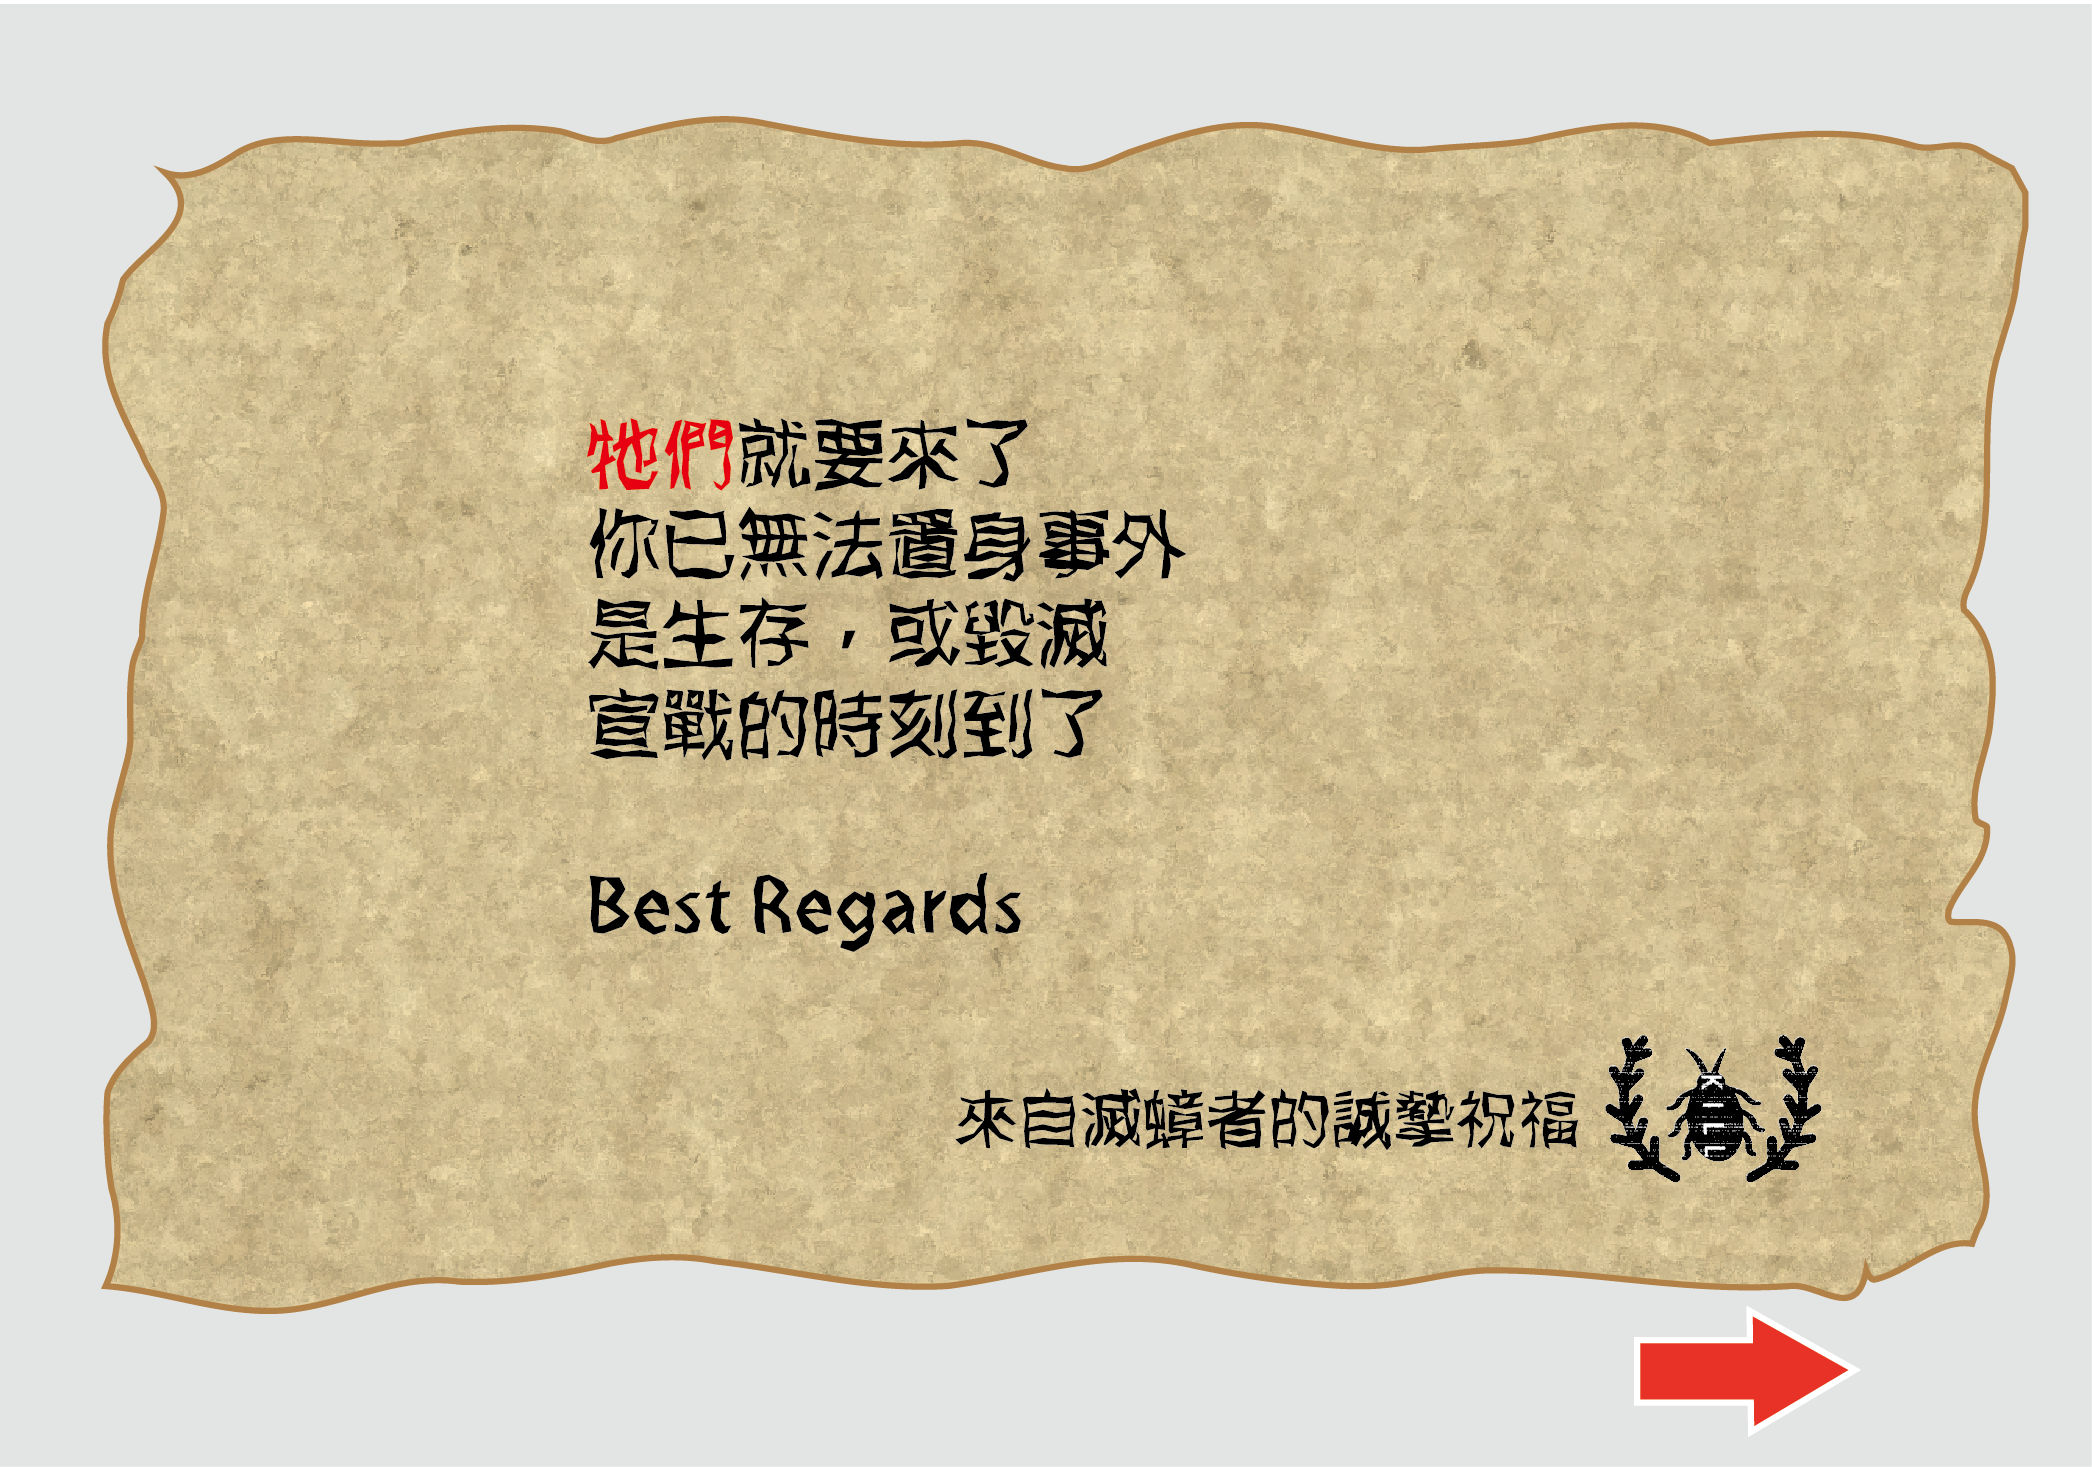 牠們就要來了
你已無法置身事外
是生存，或毀滅
宣戰的時刻到了
Best Regards
來自滅蟑者的誠摯祝福
KILL